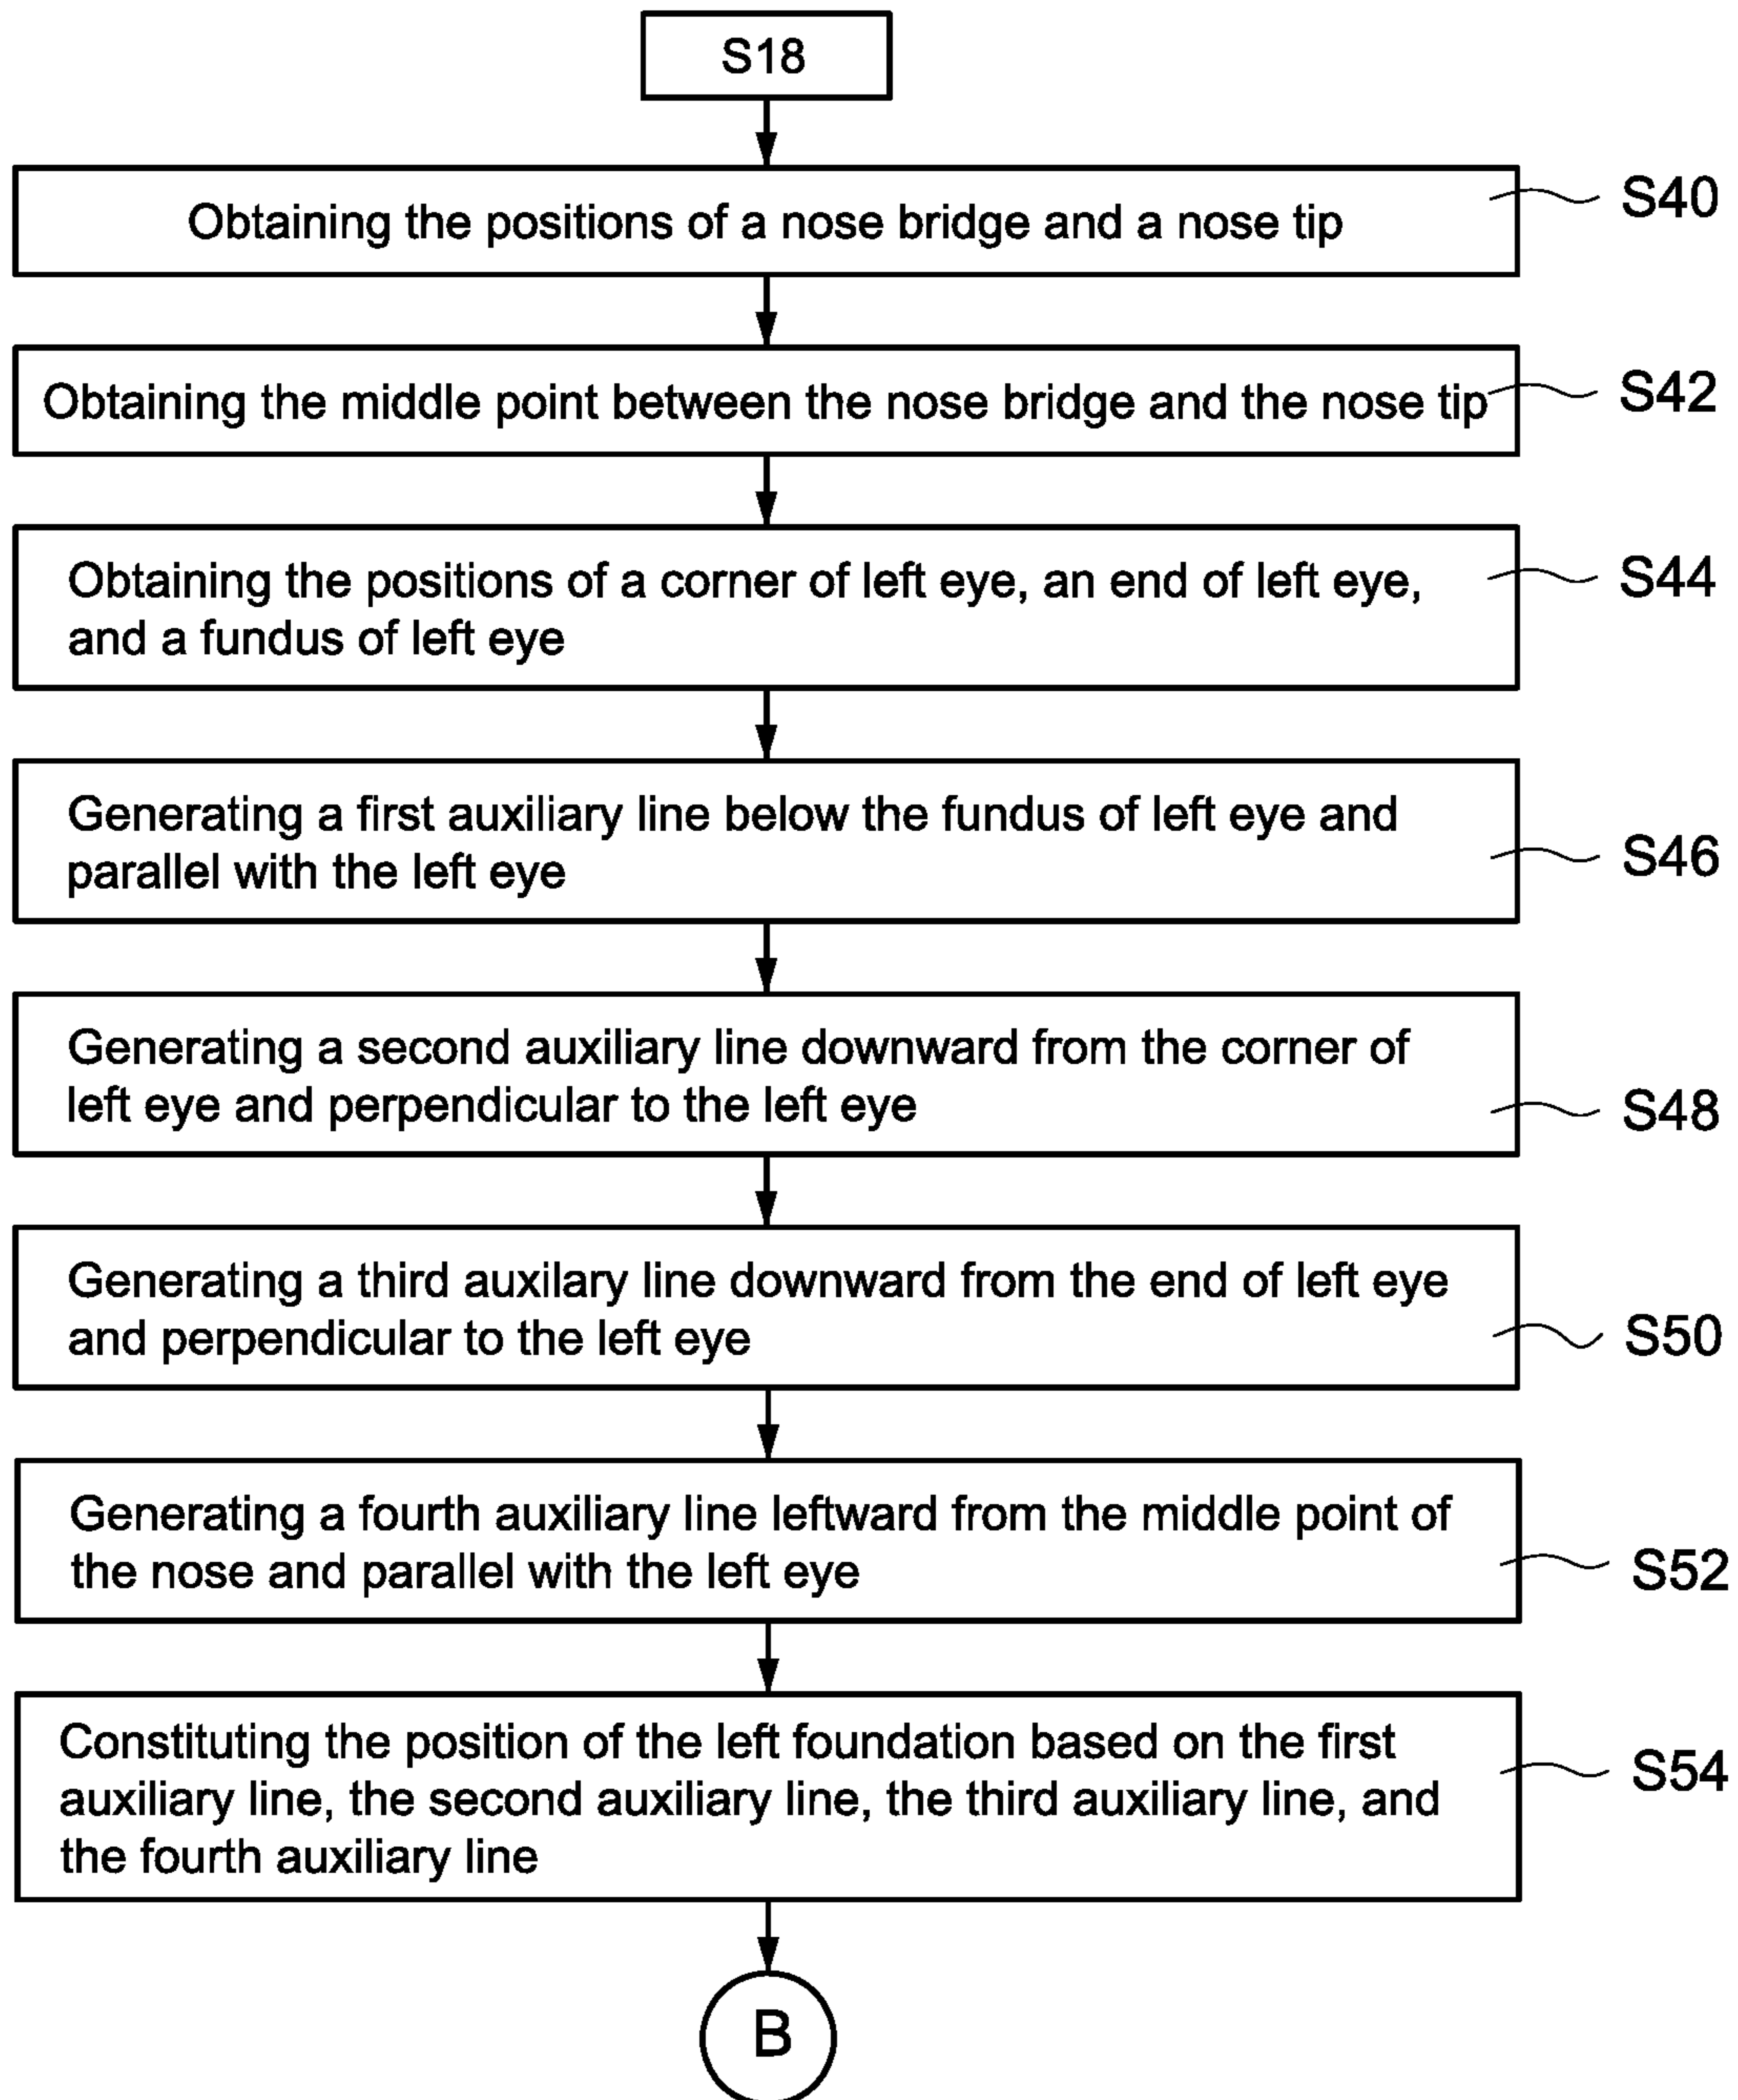 S18
Obtaining the positions of a nose bridge and a nose tip
S40
Obtaining the middle point between the nose bridge and the nose tip
S42
Obtaining the positions of a corner of left eye, an end of left eye,
and a fundus of left eye
S44
Generating a first auxiliary line below the fundus of left eye and
parallel with the left eye
S46
Generating a second auxiliary line downward from the corner of
left eye and perpendicular to the left eye
S48
Generating a third auxilary line downward from the end of left eye
and perpendicular to the left eye
S50
Generating a fourth auxiliary line leftward from the middle point of
the nose and parallel with the left eye
S52
Constituting the position of the left foundation based on the first
auxiliary line, the second auxiliary line, the third auxiliary line, and
the fourth auxiliary line
S54
B